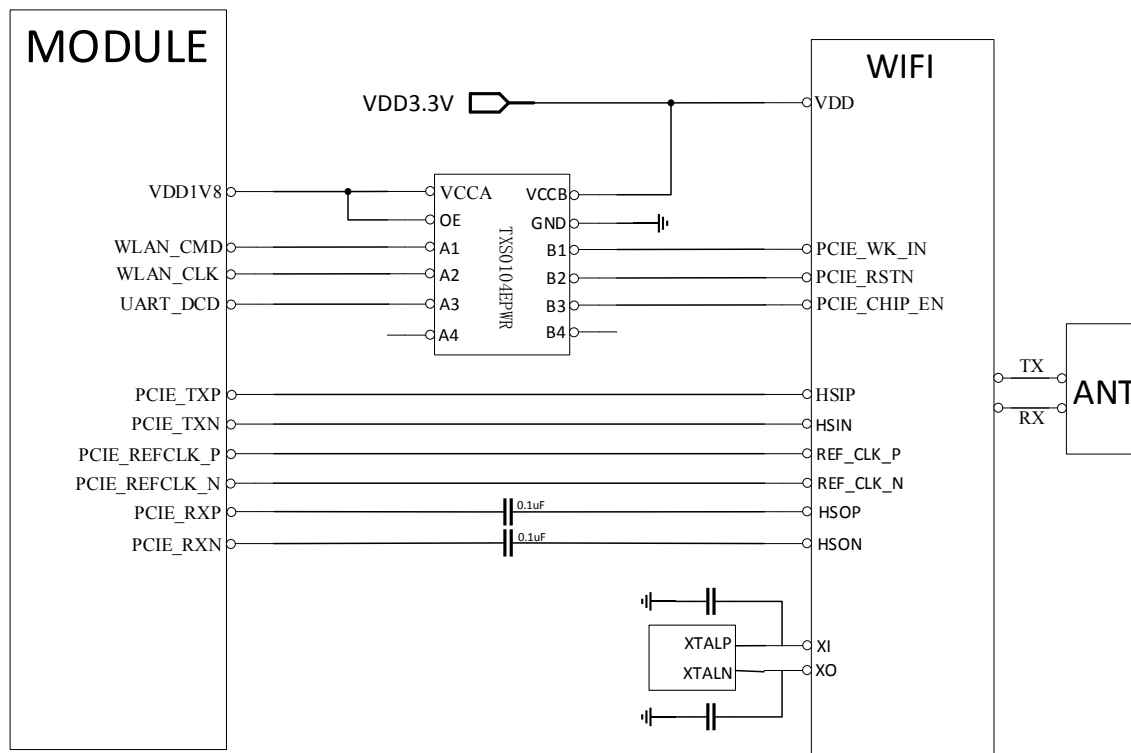 MODULE
WIFI
VDD3.3V
VDD
VDD1V8
VCCA
VCCB
OE
GND
TXS0104EPWR
WLAN_CMD
A1
B1
PCIE_WK_IN
WLAN_CLK
A2
B2
PCIE_RSTN
UART_DCD
A3
B3
PCIE_CHIP_EN
A4
B4
TX
ANT
RX
PCIE_TXP
HSIP
PCIE_TXN
HSIN
PCIE_REFCLK_P
REF_CLK_P
PCIE_REFCLK_N
REF_CLK_N
PCIE_RXP
0.1uF
HSOP
PCIE_RXN
0.1uF
HSON
XTALP
XI
XTALN
XO